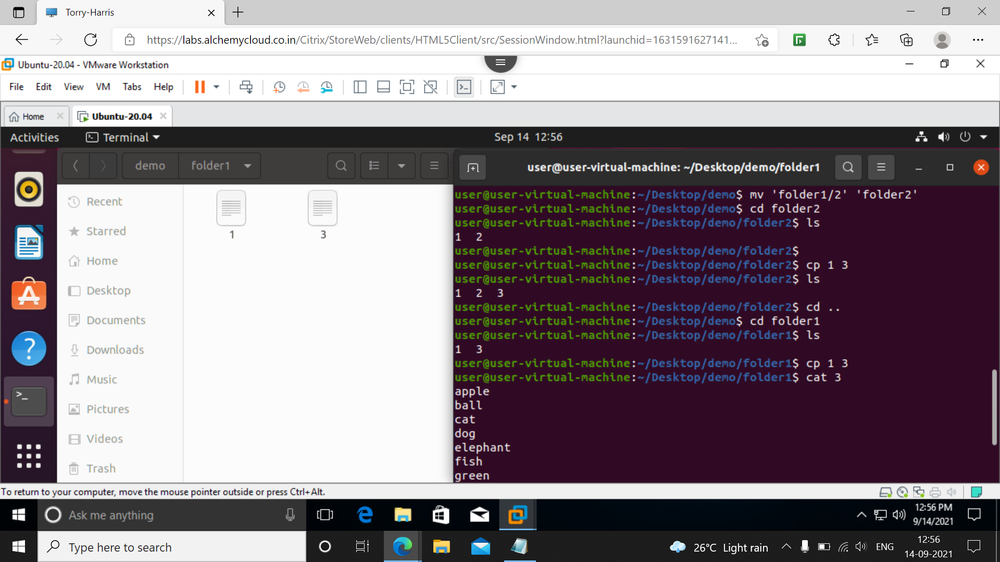 Torry-Harris
https://labs.alchemycloud.co.in/Citrix/StoreWeb/clients/HTML5Client/src/SessionWindow.html?launchid=1631591627141...
Ubuntu-20.04 - VMware Workstation
File Edit View VM Tabs Help
Home Ubuntu-20.04
Activities Terminal Sep 14 12:56
demo folder1
user@user-virtual-machine: ~/Desktop/demo/folder1
Recent
Starred
Home
Desktop
Documents
Downloads
Music
Pictures
Videos
Trash
1 3
user@user-virtual-machine:~/Desktop/demo$ mv 'folder1/2' 'folder2'
user@user-virtual-machine:~/Desktop/demo$ cd folder2
user@user-virtual-machine:~/Desktop/demo/folder2$ ls
1 2
user@user-virtual-machine:~/Desktop/demo/folder2$
user@user-virtual-machine:~/Desktop/demo/folder2$ cp 1 3
user@user-virtual-machine:~/Desktop/demo/folder2$ ls
1 2 3
user@user-virtual-machine:~/Desktop/demo/folder2$ cd ..
user@user-virtual-machine:~/Desktop/demo$ cd folder1
user@user-virtual-machine:~/Desktop/demo/folder1$ ls
1 3
user@user-virtual-machine:~/Desktop/demo/folder1$ cp 1 3
user@user-virtual-machine:~/Desktop/demo/folder1$ cat 3
apple
ball
cat
dog
elephant
fish
green
To return to your computer, move the mouse pointer outside or press Ctrl+Alt.
Ask me anything
12:56 PM
9/14/2021
Type here to search
26°C Light rain
ENG
12:56
14-09-2021